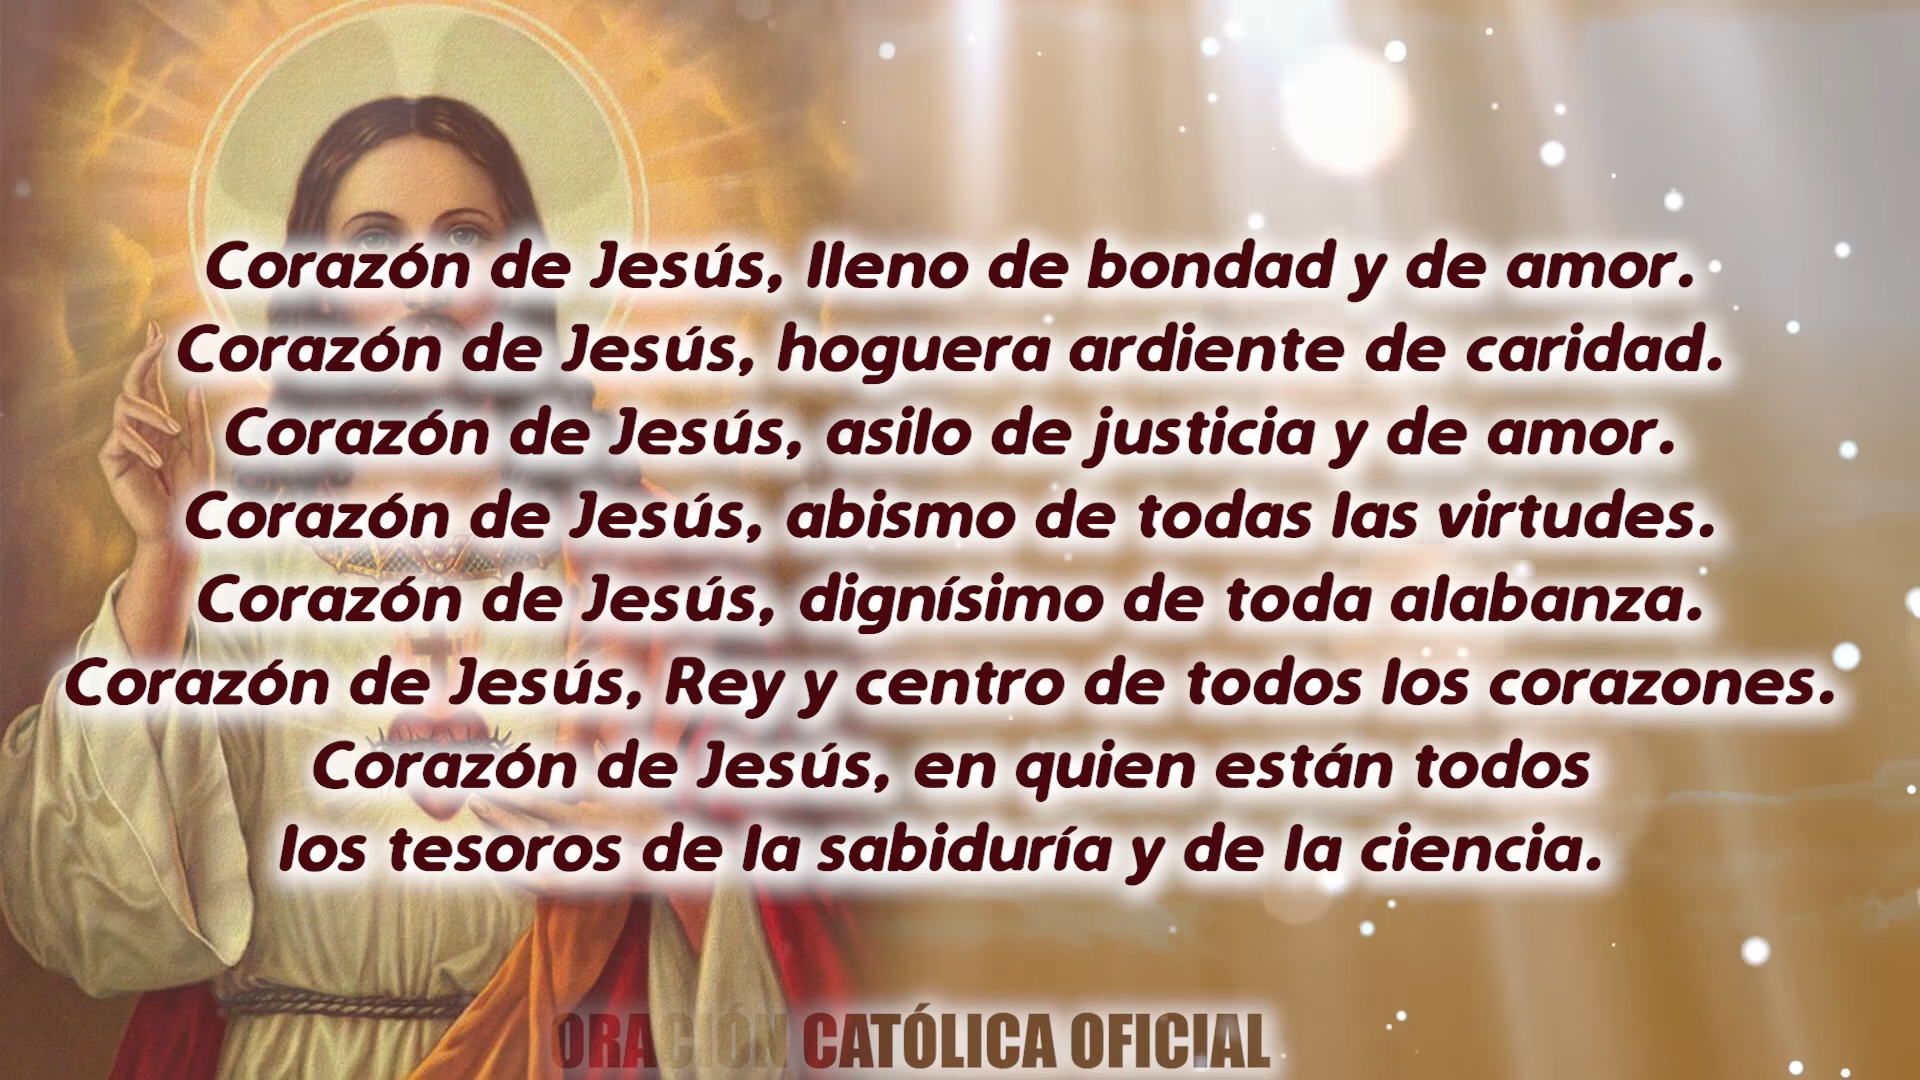 Corazón de Jesús, lleno de bondad y de amor.
Corazón de Jesús, hoguera ardiente de caridad.
Corazón de Jesús, asilo de justicia y de amor.
Corazón de Jesús, abismo de todas las virtudes.
Corazón de Jesús, dignísimo de toda alabanza.
Corazón de Jesús, Rey y centro de todos los corazones.
Corazón de Jesús, en quien están todos
los tesoros de la sabiduría y de la ciencia.
ORACIÓN CATÓLICA OFICIAL